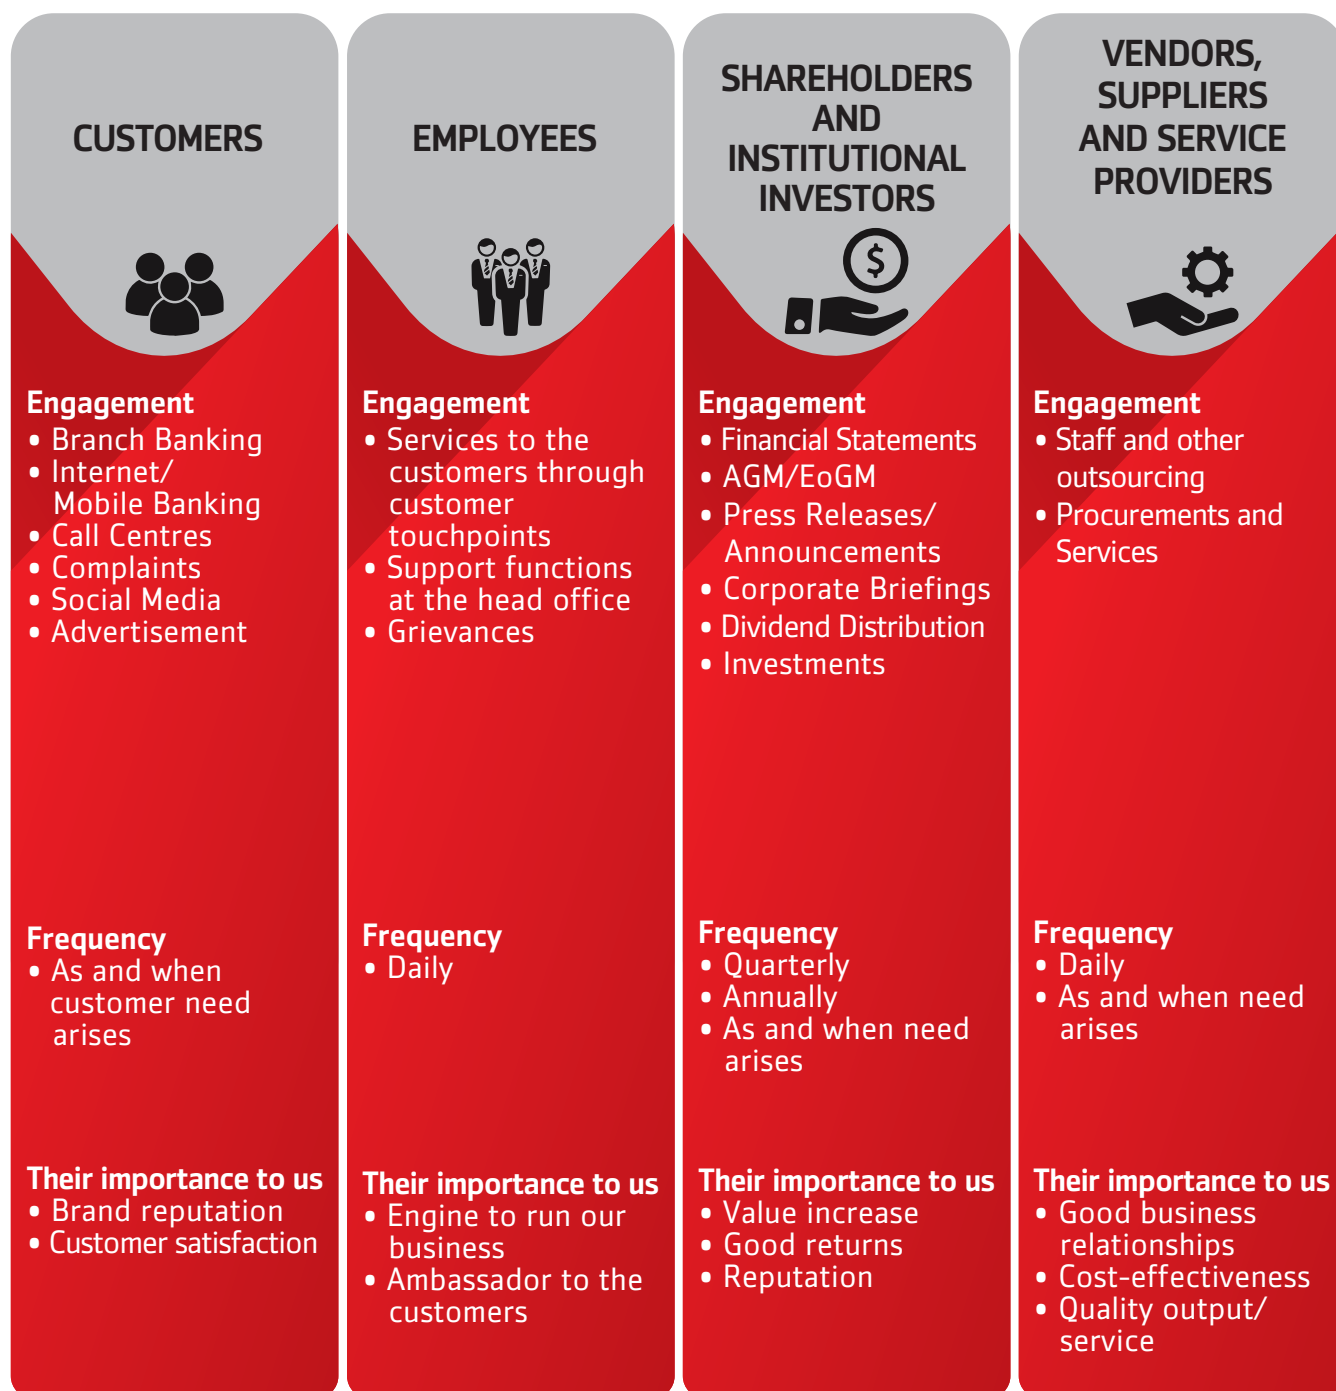 CUSTOMERS
Engagement
• Branch Banking
• Internet/
Mobile Banking
• Call Centres
• Complaints
• Social Media
• Advertisement
Frequency
• As and when
customer need
arises
Their importance to us
• Brand reputation
• Customer satisfaction
EMPLOYEES
Engagement
• Services to the
customers through
customer
touchpoints
• Support functions
at the head office
• Grievances
Frequency
• Daily
Their importance to us
• Engine to run our
business
• Ambassador to the
customers
SHAREHOLDERS
AND
INSTITUTIONAL
INVESTORS
$
Engagement
• Financial Statements
• AGM/EoGM
• Press Releases/
Announcements
• Corporate Briefings
• Dividend Distribution
• Investments
Frequency
• Quarterly
• Annually
• As and when need
arises
Their importance to us
• Value increase
• Good returns
• Reputation
VENDORS,
SUPPLIERS
AND SERVICE
PROVIDERS
Engagement
• Staff and other
outsourcing
• Procurements and
Services
Frequency
• Daily
• As and when need
arises
Their importance to us
• Good business
relationships
• Cost-effectiveness
• Quality output/
service